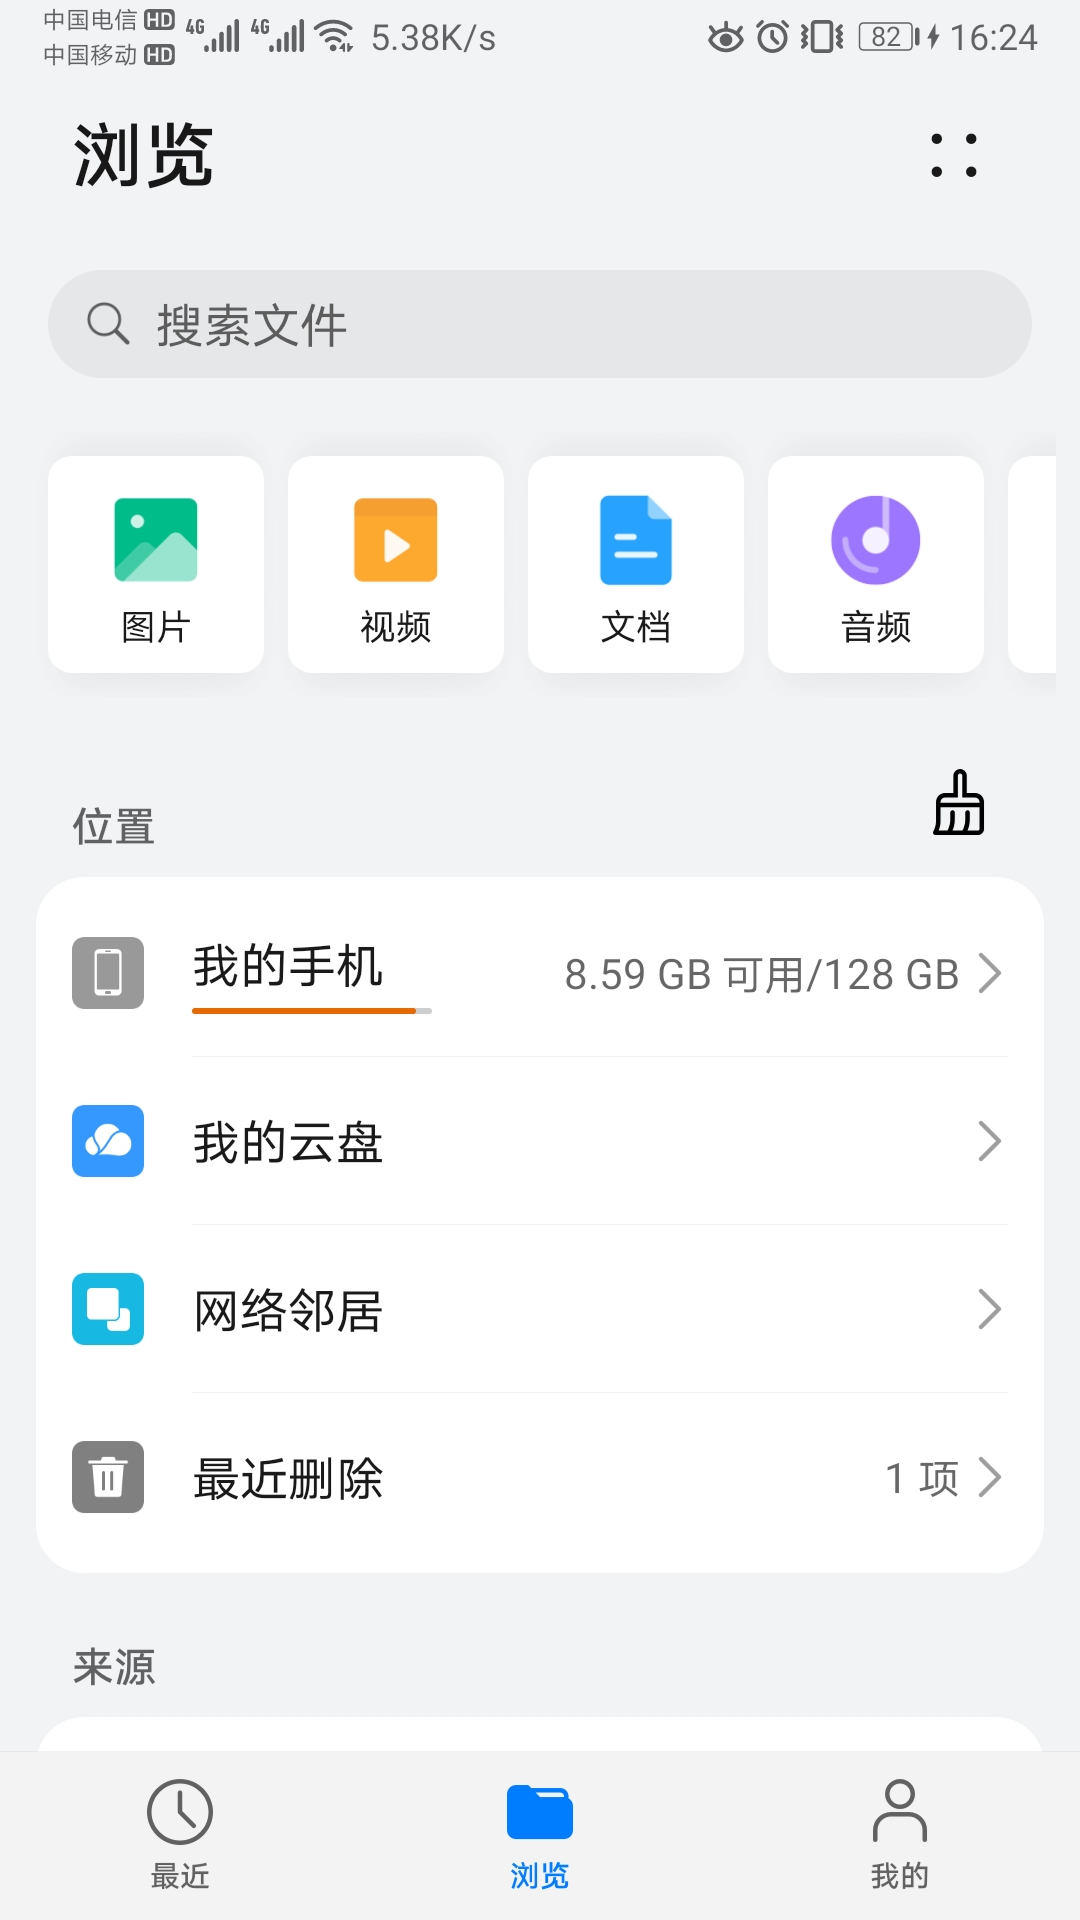 中国电信 HD 4G 4G 5.38K/s 82 16:24
中国移动 HD
浏览
搜索文件
图片 视频 文档 音频
位置
我的手机 8.59 GB 可用/128 GB
我的云盘
网络邻居
最近删除 1 项
来源
最近 浏览 我的